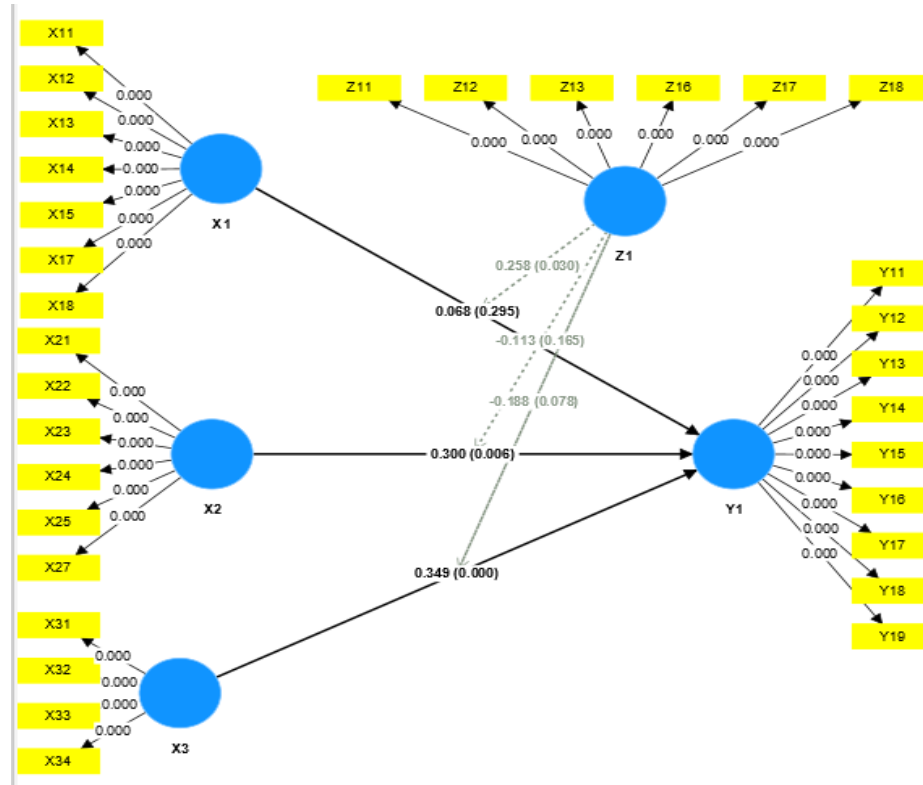 X11
X12
X13
X14
X15
X17
X18
0.000
0.000
0.000
0.000
0.000
0.000
0.000
X1
Z11
Z12
Z13
Z16
Z17
Z18
0.000
0.000
0.000
0.000
0.000
0.000
Z1
0.258 (0.030)
0.068 (0.295)
-0.113 (0.165)
-0.188 (0.078)
X21
X22
X23
X24
X25
X27
0.000
0.000
0.000
0.000
0.000
0.000
X2
0.300 (0.006)
0.349 (0.000)
X31
X32
X33
X34
0.000
0.000
0.000
0.000
X3
Y11
Y12
Y13
Y14
Y15
Y16
Y17
Y18
Y19
0.000
0.000
0.000
0.000
0.000
0.000
0.000
0.000
0.000
Y1